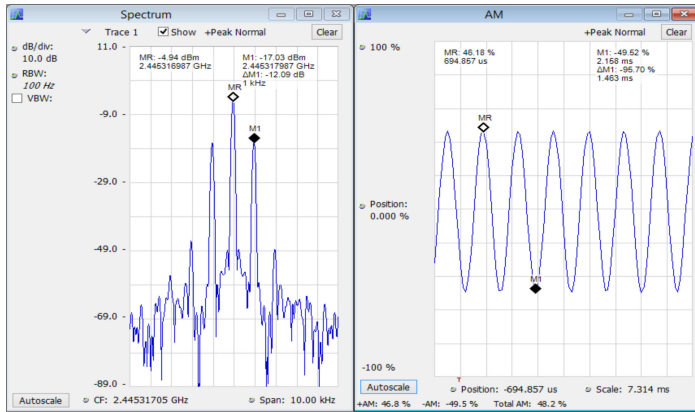 Spectrum
Trace 1 Show +Peak Normal Clear
dB/div:
10.0 dB
RBW:
100 Hz
VBW:
11.0
-9.0
-29.0
-49.0
-69.0
-89.0
MR: -4.94 dBm
2.445316987 GHz
M1: -17.03 dBm
2.445317987 GHz
ΔM1: -12.09 dB
1 kHz
MR
M1
Autoscale CF: 2.44531705 GHz Span: 10.00 kHz
AM
+Peak Normal Clear
100 %
MR: 46.18 %
694.857 us
M1: -49.52 %
2.158 ms
ΔM1: -95.70 %
1.463 ms
MR
Position:
0.000 %
M1
-100 %
T
Autoscale Position: -694.857 us Scale: 7.314 ms
+AM: 46.8 % -AM: -49.5 % Total AM: 48.2 %